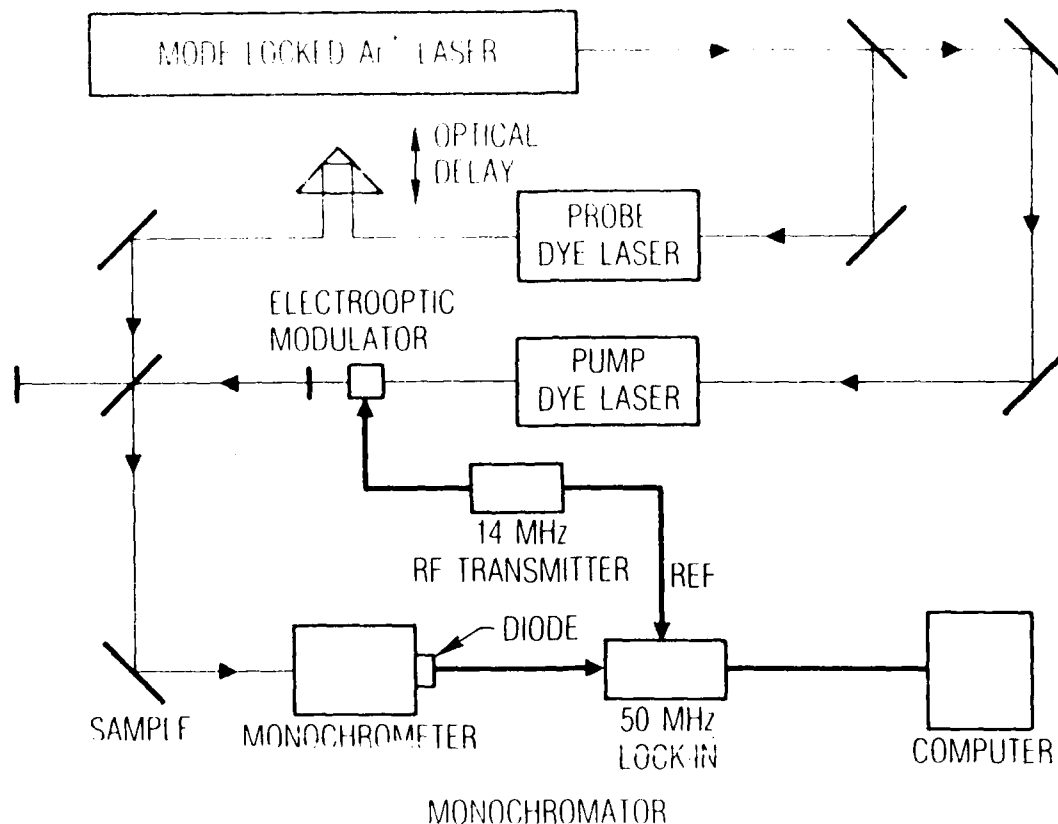 MODE LOCKED Ar+ LASER
OPTICAL
DELAY
PROBE
DYE LASER
ELECTROOPTIC
MODULATOR
PUMP
DYE LASER
14 MHz
RF TRANSMITTER
REF
DIODE
SAMPLE
MONOCHROMETER
50 MHz
LOCK-IN
COMPUTER
MONOCHROMATOR